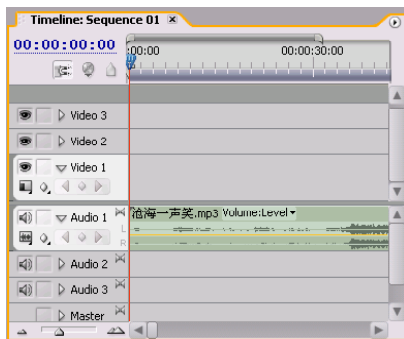 Timeline: Sequence 01
00:00:00:00
:00:00
00:00:30:00
Video 3
Video 2
Video 1
Audio 1
沧海一声笑.mp3 Volume:Level
L
R
Audio 2
Audio 3
Master